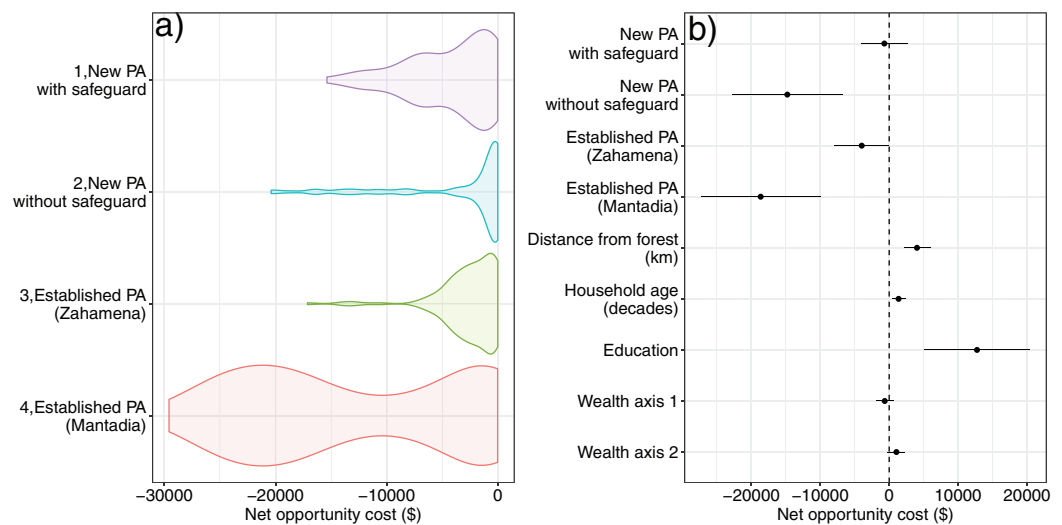 a)
1,New PA
with safeguard
2,New PA
without safeguard
3,Established PA
(Zahamena)
4,Established PA
(Mantadia)
−30000 −20000 −10000 0
Net opportunity cost ($)
b)
New PA
with safeguard
New PA
without safeguard
Established PA
(Zahamena)
Established PA
(Mantadia)
Distance from forest
(km)
Household age
(decades)
Education
Wealth axis 1
Wealth axis 2
−20000 −10000 0 10000 20000
Net opportunity cost ($)